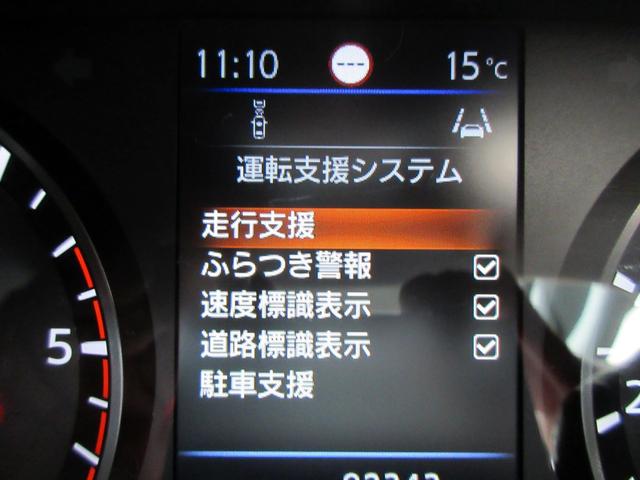 11:10 --- 15°C
運転支援システム
走行支援
ふらつき警報
速度標識表示
道路標識表示
駐車支援
5
2